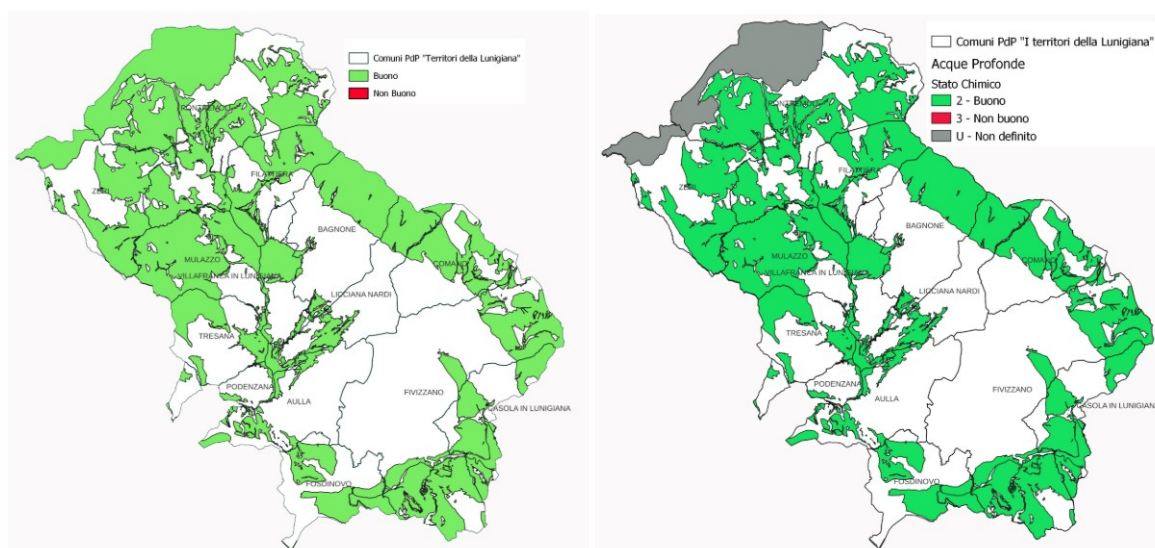 Comuni PdP "Territori della Lunigiana"
Buono
Non Buono
PONTREMOLI
ZERI
FILATTIERA
BAGNONE
MULAZZO
VILLAFRANCA IN LUNIGIANA
COMANO
LICCIANA NARDI
TRESANA
PODENZANA
AULLA
FIVIZZANO
CASOLA IN LUNIGIANA
FOSDINOVO
Comuni PdP "I territori della Lunigiana"
Acque Profonde
Stato Chimico
2 - Buono
3 - Non buono
U - Non definito
PONTREMOLI
ZERI
FILATTIERA
BAGNONE
MULAZZO
VILLAFRANCA IN LUNIGIANA
COMANO
LICCIANA NARDI
TRESANA
PODENZANA
AULLA
FIVIZZANO
CASOLA IN LUNIGIANA
FOSDINOVO